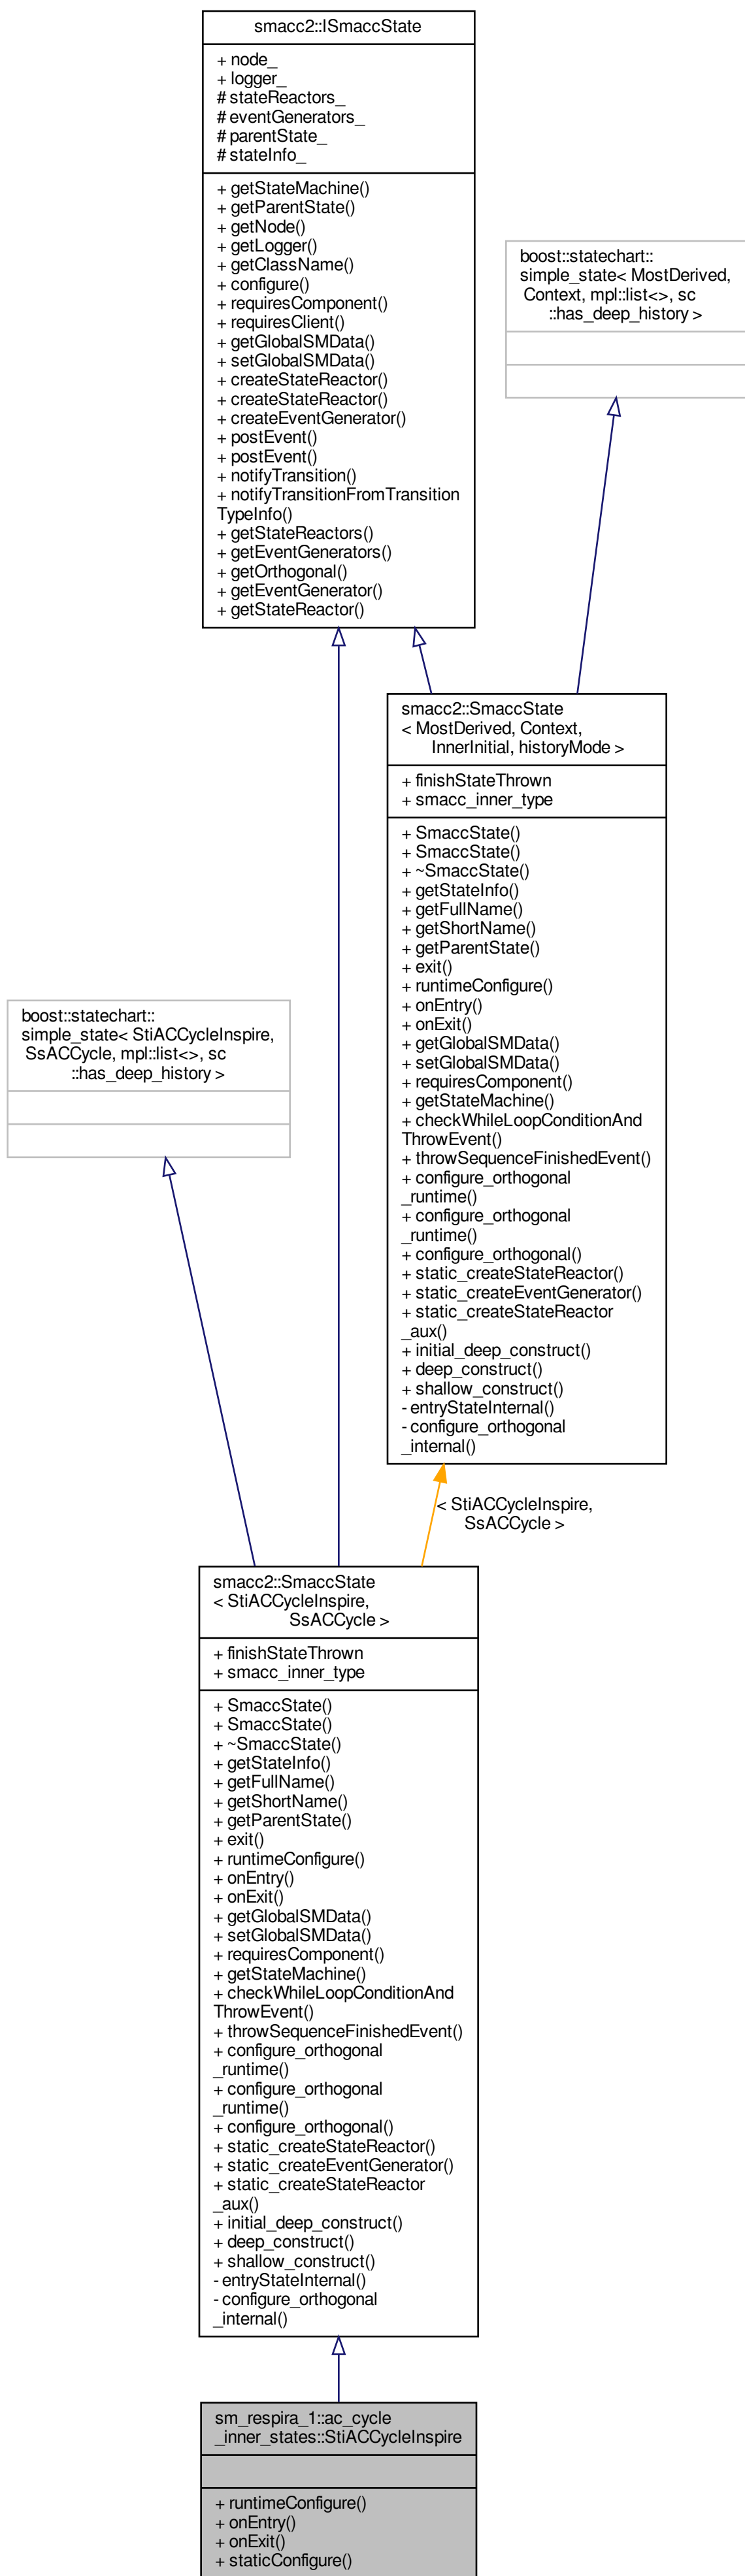 smacc2::ISmaccState
+ node_
+ logger_
# stateReactors_
# eventGenerators_
# parentState_
# stateInfo_
+ getStateMachine()
+ getParentState()
+ getNode()
+ getLogger()
+ getClassName()
+ configure()
+ requiresComponent()
+ requiresClient()
+ getGlobalSMData()
+ setGlobalSMData()
+ createStateReactor()
+ createStateReactor()
+ createEventGenerator()
+ postEvent()
+ postEvent()
+ notifyTransition()
+ notifyTransitionFromTransition
TypeInfo()
+ getStateReactors()
+ getEventGenerators()
+ getOrthogonal()
+ getEventGenerator()
+ getStateReactor()
boost::statechart::
simple_state< MostDerived,
Context, mpl::list<>, sc
::has_deep_history >
smacc2::SmaccState
< MostDerived, Context,
InnerInitial, historyMode >
+ finishStateThrown
+ smacc_inner_type
+ SmaccState()
+ SmaccState()
+ ~SmaccState()
+ getStateInfo()
+ getFullName()
+ getShortName()
+ getParentState()
+ exit()
+ runtimeConfigure()
+ onEntry()
+ onExit()
+ getGlobalSMData()
+ setGlobalSMData()
+ requiresComponent()
+ getStateMachine()
+ checkWhileLoopConditionAnd
ThrowEvent()
+ throwSequenceFinishedEvent()
+ configure_orthogonal
_runtime()
+ configure_orthogonal
_runtime()
+ configure_orthogonal()
+ static_createStateReactor()
+ static_createEventGenerator()
+ static_createStateReactor
_aux()
+ initial_deep_construct()
+ deep_construct()
+ shallow_construct()
- entryStateInternal()
- configure_orthogonal
_internal()
boost::statechart::
simple_state< StiACCycleInspire,
SsACCycle, mpl::list<>, sc
::has_deep_history >
< StiACCycleInspire,
SsACCycle >
smacc2::SmaccState
< StiACCycleInspire,
SsACCycle >
+ finishStateThrown
+ smacc_inner_type
+ SmaccState()
+ SmaccState()
+ ~SmaccState()
+ getStateInfo()
+ getFullName()
+ getShortName()
+ getParentState()
+ exit()
+ runtimeConfigure()
+ onEntry()
+ onExit()
+ getGlobalSMData()
+ setGlobalSMData()
+ requiresComponent()
+ getStateMachine()
+ checkWhileLoopConditionAnd
ThrowEvent()
+ throwSequenceFinishedEvent()
+ configure_orthogonal
_runtime()
+ configure_orthogonal
_runtime()
+ configure_orthogonal()
+ static_createStateReactor()
+ static_createEventGenerator()
+ static_createStateReactor
_aux()
+ initial_deep_construct()
+ deep_construct()
+ shallow_construct()
- entryStateInternal()
- configure_orthogonal
_internal()
sm_respira_1::ac_cycle
_inner_states::StiACCycleInspire
+ runtimeConfigure()
+ onEntry()
+ onExit()
+ staticConfigure()